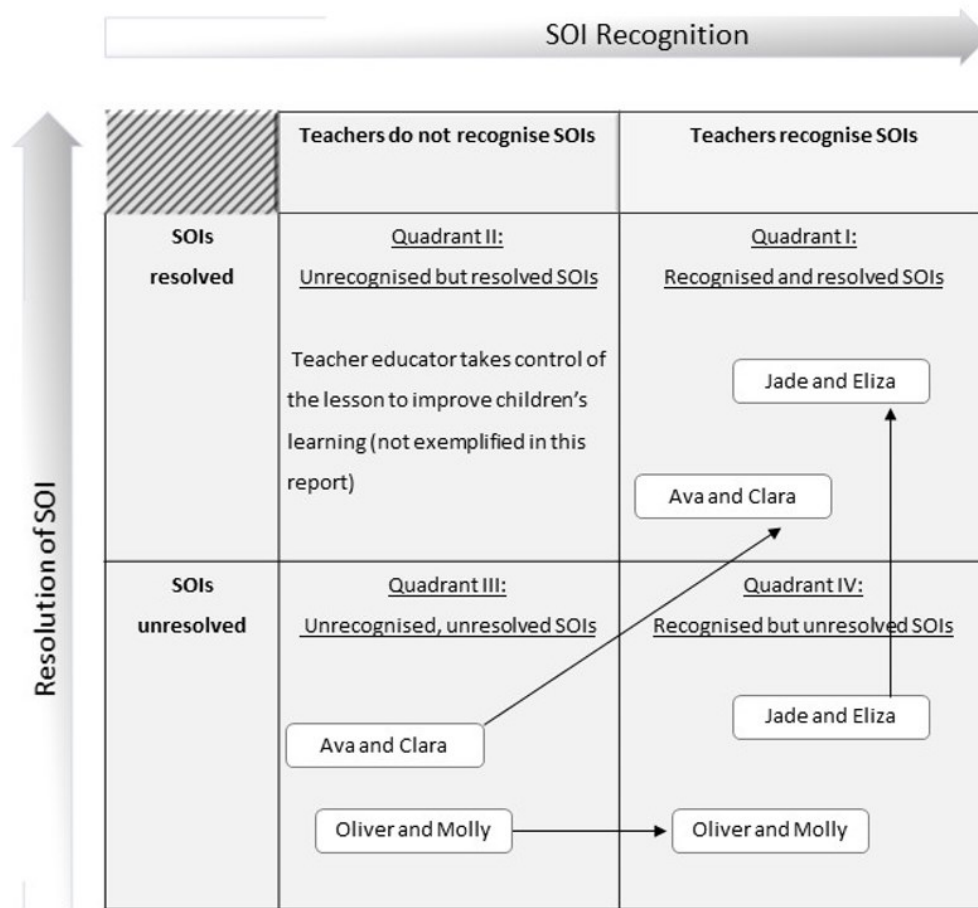 SOI Recognition
Resolution of SOI
Teachers do not recognise SOIs
Teachers recognise SOIs
SOIs
resolved
Quadrant II:
Unrecognised but resolved SOIs
Teacher educator takes control of
the lesson to improve children’s
learning (not exemplified in this
report)
Quadrant I:
Recognised and resolved SOIs
Jade and Eliza
Ava and Clara
SOIs
unresolved
Quadrant III:
Unrecognised, unresolved SOIs
Ava and Clara
Oliver and Molly
Quadrant IV:
Recognised but unresolved SOIs
Jade and Eliza
Oliver and Molly